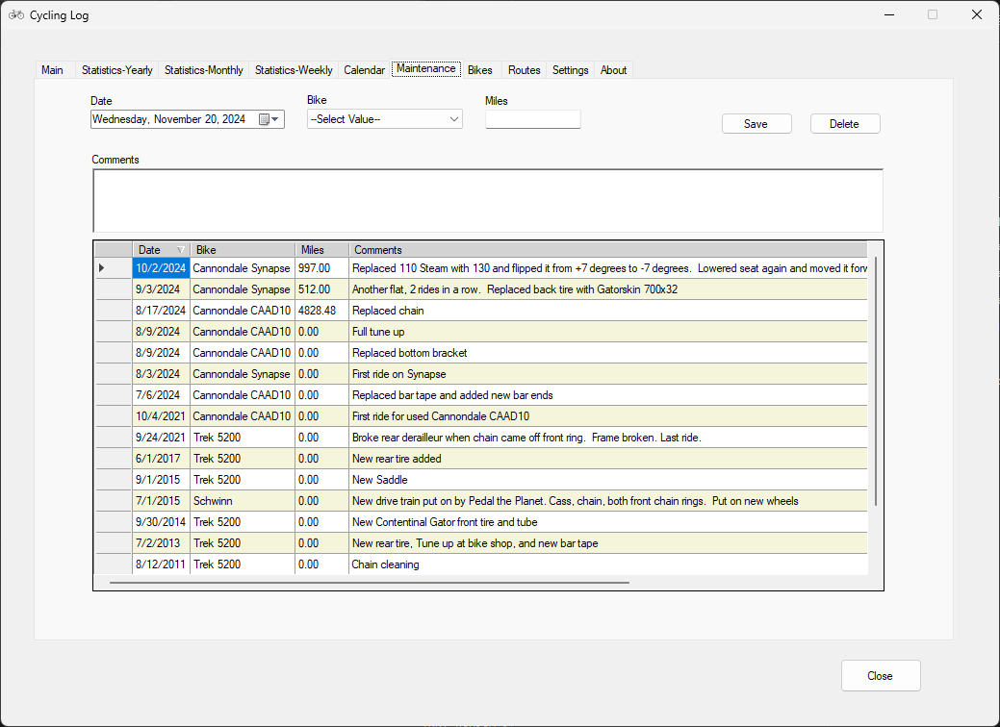 Cycling Log
Main Statistics-Yearly Statistics-Monthly Statistics-Weekly Calendar Maintenance Bikes Routes Settings About
Date Bike Miles
Wednesday, November 20, 2024 --Select Value-- Save Delete
Comments
Date Bike Miles Comments
10/2/2024 Cannondale Synapse 997.00 Replaced 110 Steam with 130 and flipped it from +7 degrees to -7 degrees. Lowered seat again and moved it forw
9/3/2024 Cannondale Synapse 512.00 Another flat, 2 rides in a row. Replaced back tire with Gatorskin 700x32
8/17/2024 Cannondale CAAD10 4828.48 Replaced chain
8/9/2024 Cannondale CAAD10 0.00 Full tune up
8/9/2024 Cannondale CAAD10 0.00 Replaced bottom bracket
8/3/2024 Cannondale Synapse 0.00 First ride on Synapse
7/6/2024 Cannondale CAAD10 0.00 Replaced bar tape and added new bar ends
10/4/2021 Cannondale CAAD10 0.00 First ride for used Cannondale CAAD10
9/24/2021 Trek 5200 0.00 Broke rear derailleur when chain came off front ring. Frame broken. Last ride.
6/1/2017 Trek 5200 0.00 New rear tire added
9/1/2015 Trek 5200 0.00 New Saddle
7/1/2015 Schwinn 0.00 New drive train put on by Pedal the Planet. Cass, chain, both front chain rings. Put on new wheels
9/30/2014 Trek 5200 0.00 New Contentinal Gator front tire and tube
7/2/2013 Trek 5200 0.00 New rear tire, Tune up at bike shop, and new bar tape
8/12/2011 Trek 5200 0.00 Chain cleaning
Close